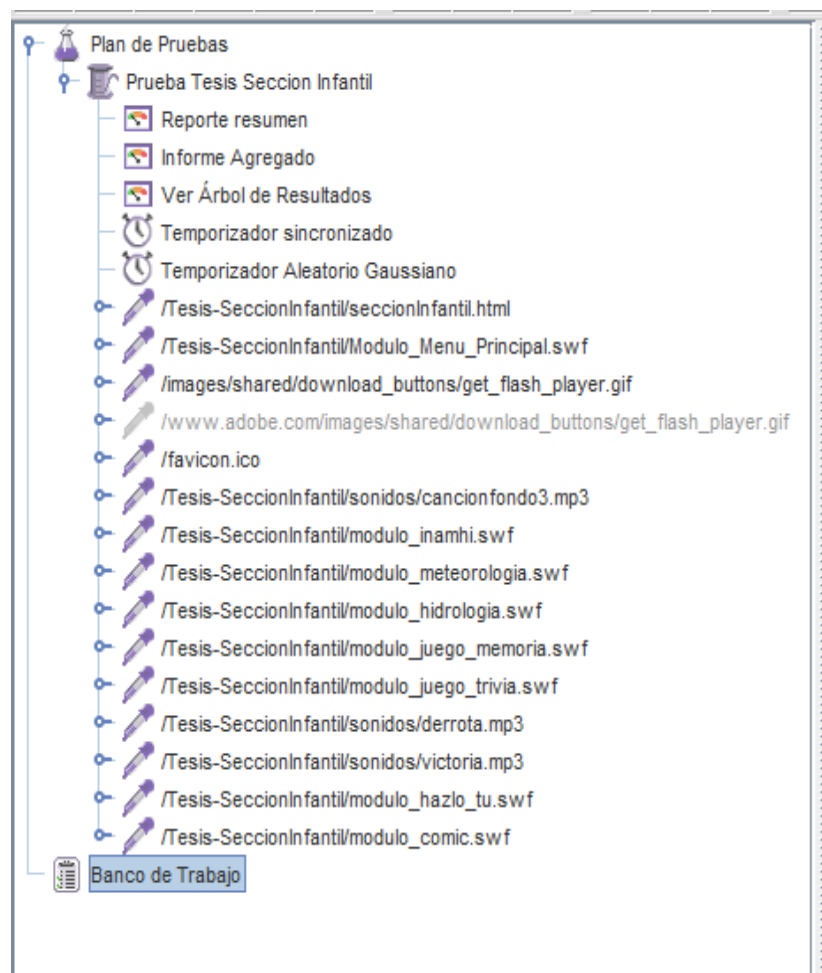 Plan de Pruebas
Prueba Tesis Seccion Infantil
Reporte resumen
Informe Agregado
Ver Árbol de Resultados
Temporizador sincronizado
Temporizador Aleatorio Gaussiano
/Tesis-SeccionInfantil/seccionInfantil.html
/Tesis-SeccionInfantil/Modulo_Menu_Principal.swf
/images/shared/download_buttons/get_flash_player.gif
/www.adobe.com/images/shared/download_buttons/get_flash_player.gif
/favicon.ico
/Tesis-SeccionInfantil/sonidos/cancionfondo3.mp3
/Tesis-SeccionInfantil/modulo_inamhi.swf
/Tesis-SeccionInfantil/modulo_meteorologia.swf
/Tesis-SeccionInfantil/modulo_hidrologia.swf
/Tesis-SeccionInfantil/modulo_juego_memoria.swf
/Tesis-SeccionInfantil/modulo_juego_trivia.swf
/Tesis-SeccionInfantil/sonidos/derrota.mp3
/Tesis-SeccionInfantil/sonidos/victoria.mp3
/Tesis-SeccionInfantil/modulo_hazlo_tu.swf
/Tesis-SeccionInfantil/modulo_comic.swf
Banco de Trabajo